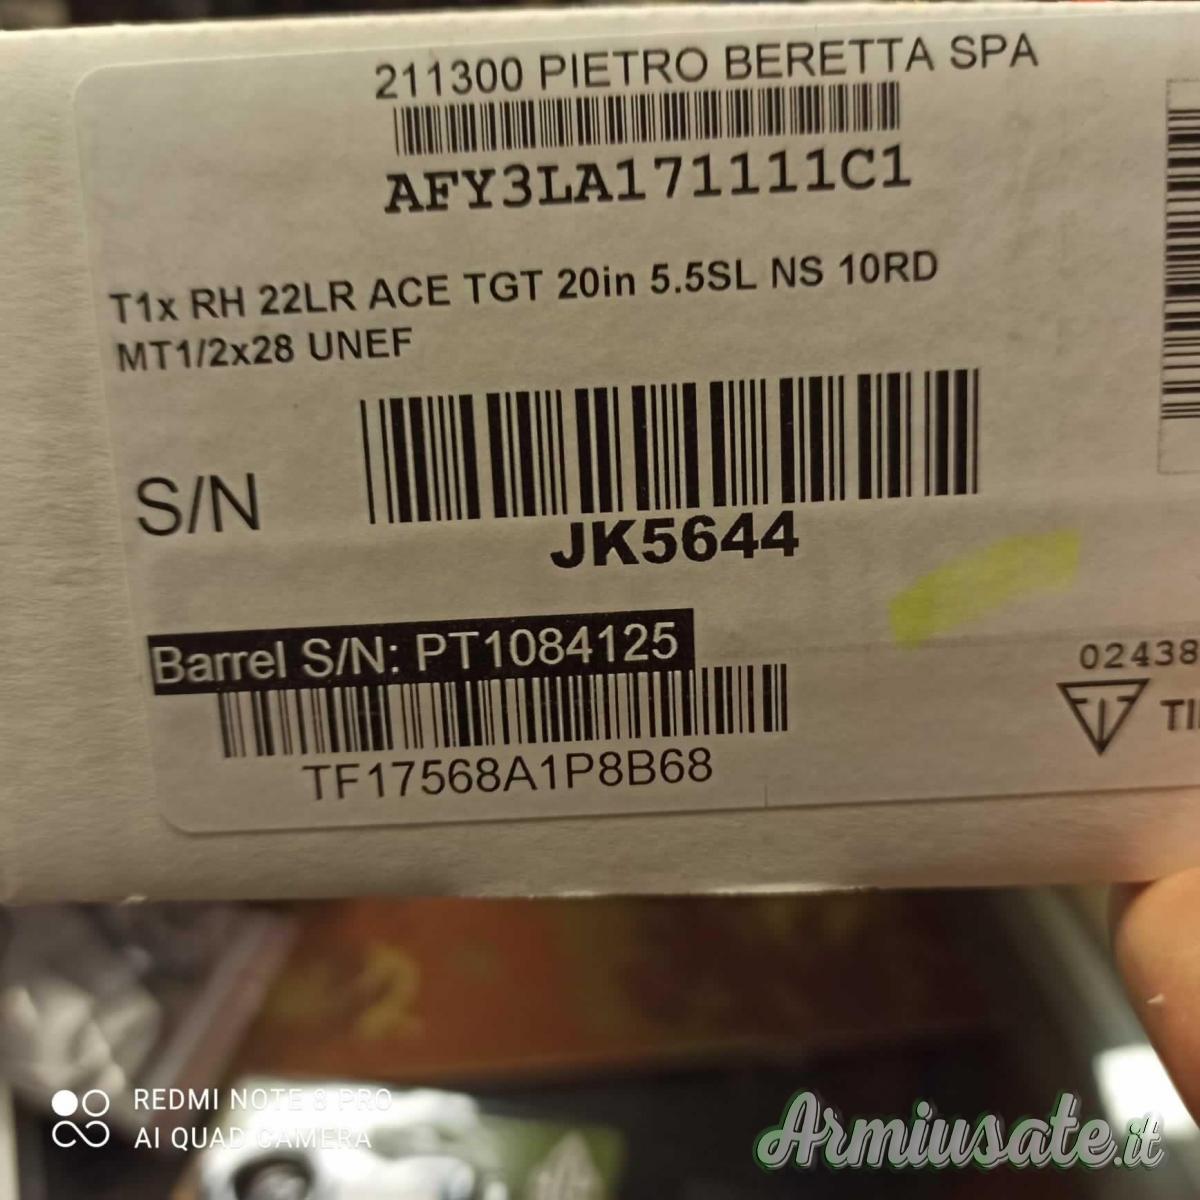 211300 PIETRO BERETTA SPA
AFY3LA171111C1
T1x RH 22LR ACE TGT 20in 5.5SL NS 10RD
MT1/2x28 UNEF
S/N
JK5644
Barrel S/N: PT1084125
02438
TF17568A1P8B68
REDMI NOTE 8 PRO
AI QUAD CAMERA
Armiusate.it